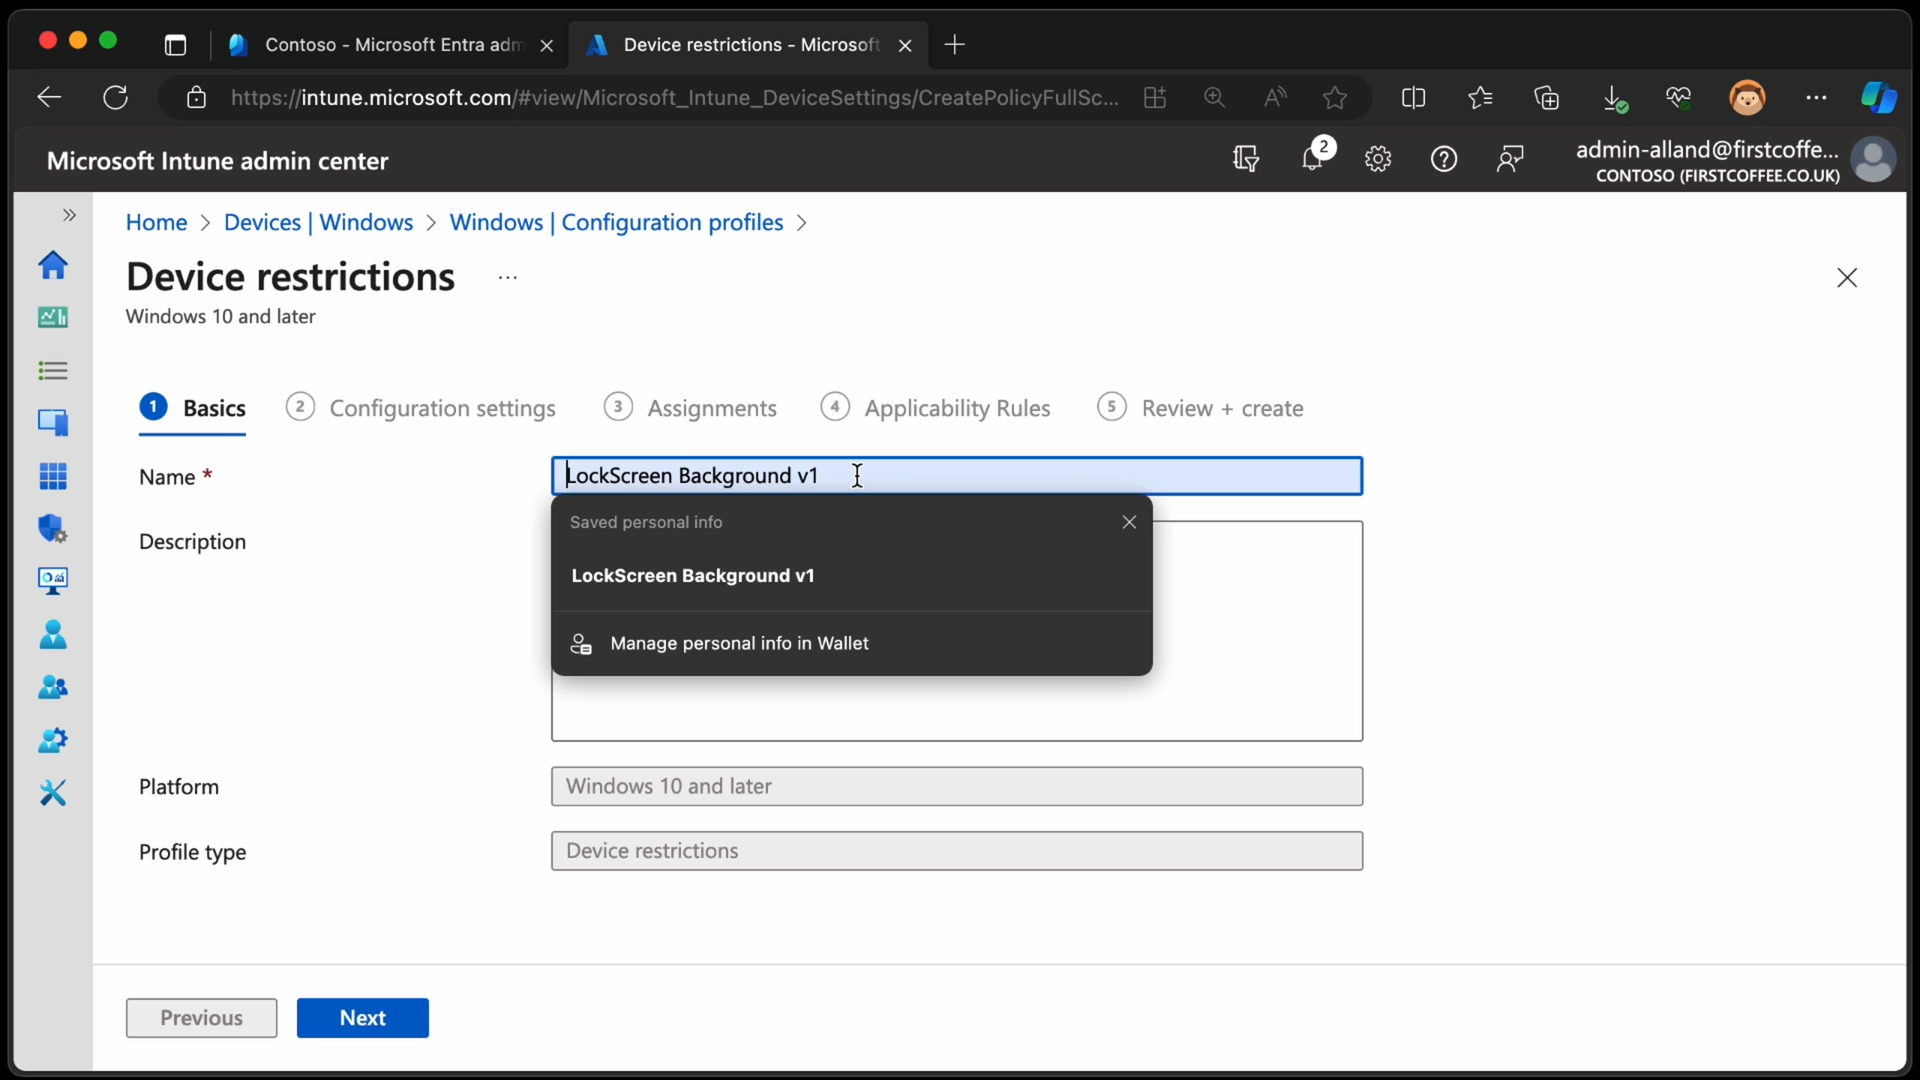 Contoso - Microsoft Entra adm
Device restrictions - Microsoft
https://intune.microsoft.com/#view/Microsoft_Intune_DeviceSettings/CreatePolicyFullSc...
Microsoft Intune admin center
2
admin-alland@firstcoffe...
CONTOSO (FIRSTCOFFEE.CO.UK)
Home > Devices | Windows > Windows | Configuration profiles >
Device restrictions ...
Windows 10 and later
1 Basics 2 Configuration settings 3 Assignments 4 Applicability Rules 5 Review + create
Name *
LockScreen Background v1
Saved personal info
Description
LockScreen Background v1
Manage personal info in Wallet
Platform
Windows 10 and later
Profile type
Device restrictions
Previous
Next